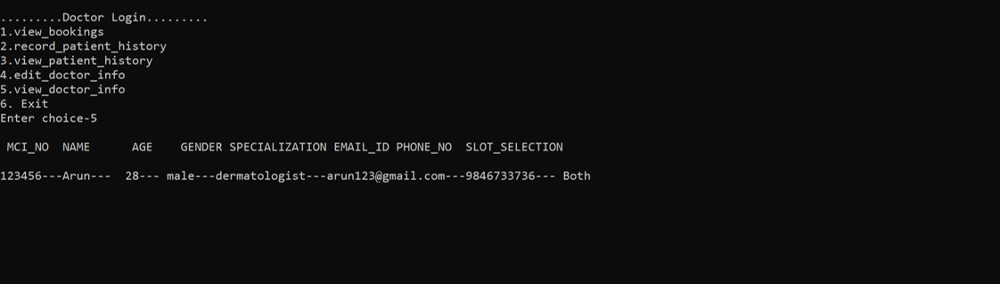 .........Doctor Login.........
1.view_bookings
2.record_patient_history
3.view_patient_history
4.edit_doctor_info
5.view_doctor_info
6. Exit
Enter choice-5
MCI_NO  NAME      AGE    GENDER SPECIALIZATION EMAIL_ID PHONE_NO  SLOT_SELECTION
123456---Arun---  28--- male---dermatologist---arun123@gmail.com---9846733736--- Both